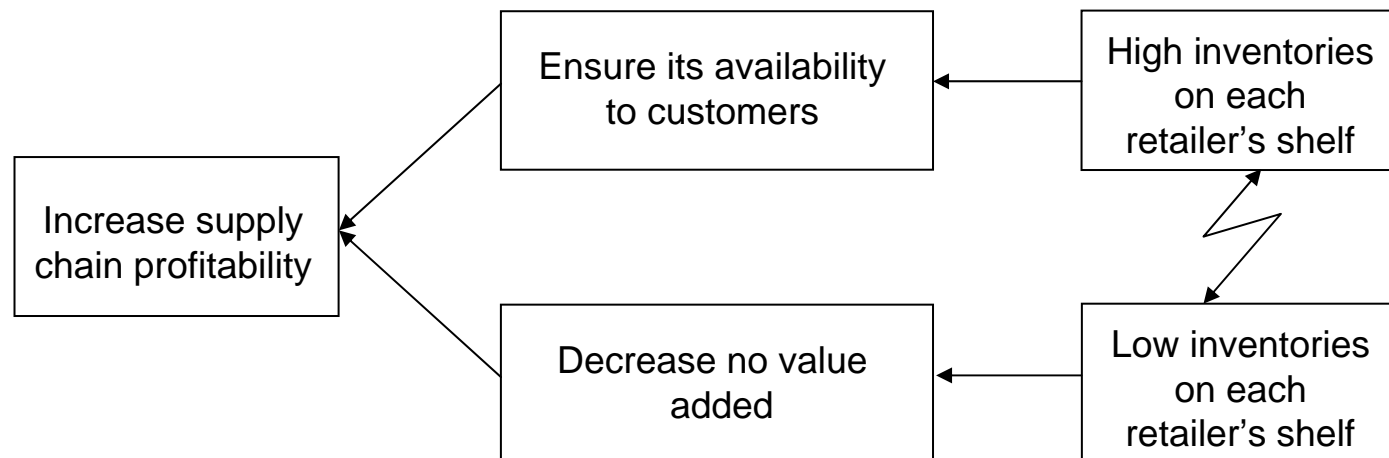 Ensure its availability
to customers
High inventories
on each
retailer’s shelf
Increase supply
chain profitability
Decrease no value
added
Low inventories
on each
retailer’s shelf